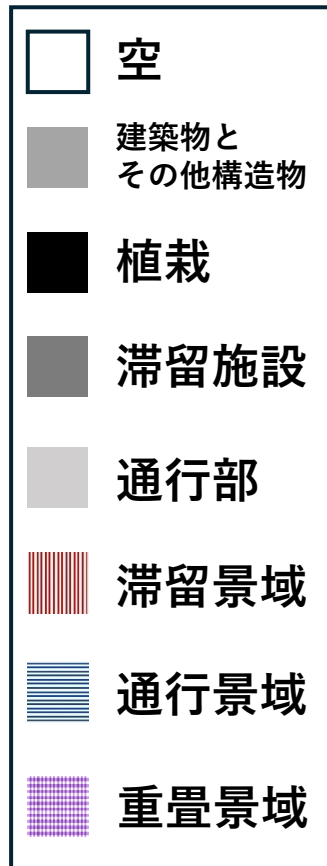 空
建築物と
その他構造物
植栽
滞留施設
通行部
滞留景域
通行景域
重畳景域